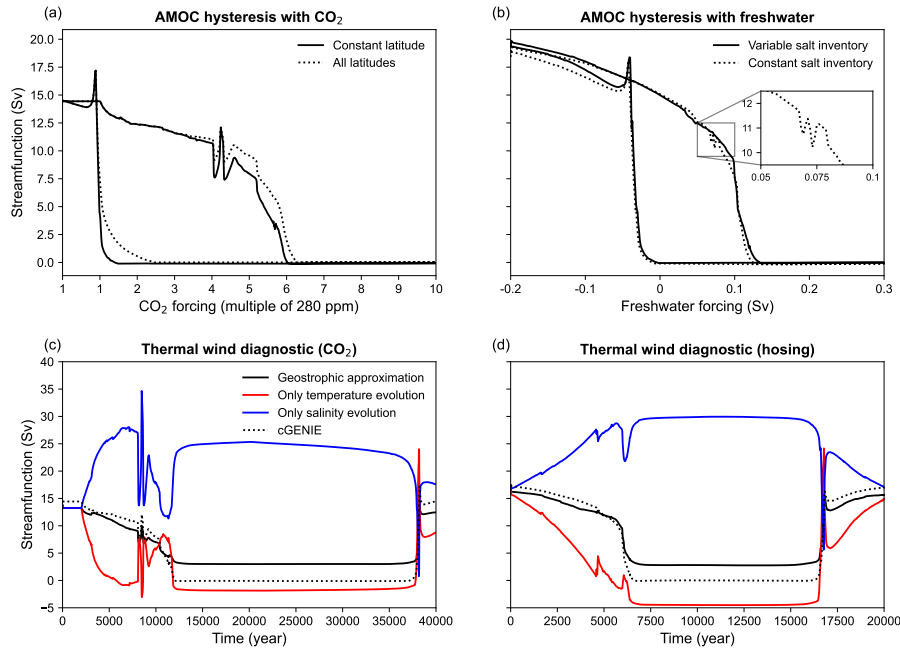 (a)
AMOC hysteresis with CO₂
20.0
17.5
15.0
12.5
10.0
7.5
5.0
2.5
0.0
Streamfunction (Sv)
Constant latitude
All latitudes
1 1 2 3 4 5 6 7 8 9 10
CO₂ forcing (multiple of 280 ppm)
(b)
AMOC hysteresis with freshwater
Variable salt inventory
Constant salt inventory
11
12
10
0.05 0.075 0.1
-0.2 -0.1 0 0.1 0.2 0.3
Freshwater forcing (Sv)
(c)
Thermal wind diagnostic (CO₂)
40
35
30
25
20
15
10
5
0
−5
Streamfunction (Sv)
Geostrophic approximation
Only temperature evolution
Only salinity evolution
cGENIE
0 5000 10000 15000 20000 25000 30000 35000 40000
Time (year)
(d)
Thermal wind diagnostic (hosing)
0 2500 5000 7500 10000 12500 15000 17500 20000
Time (year)